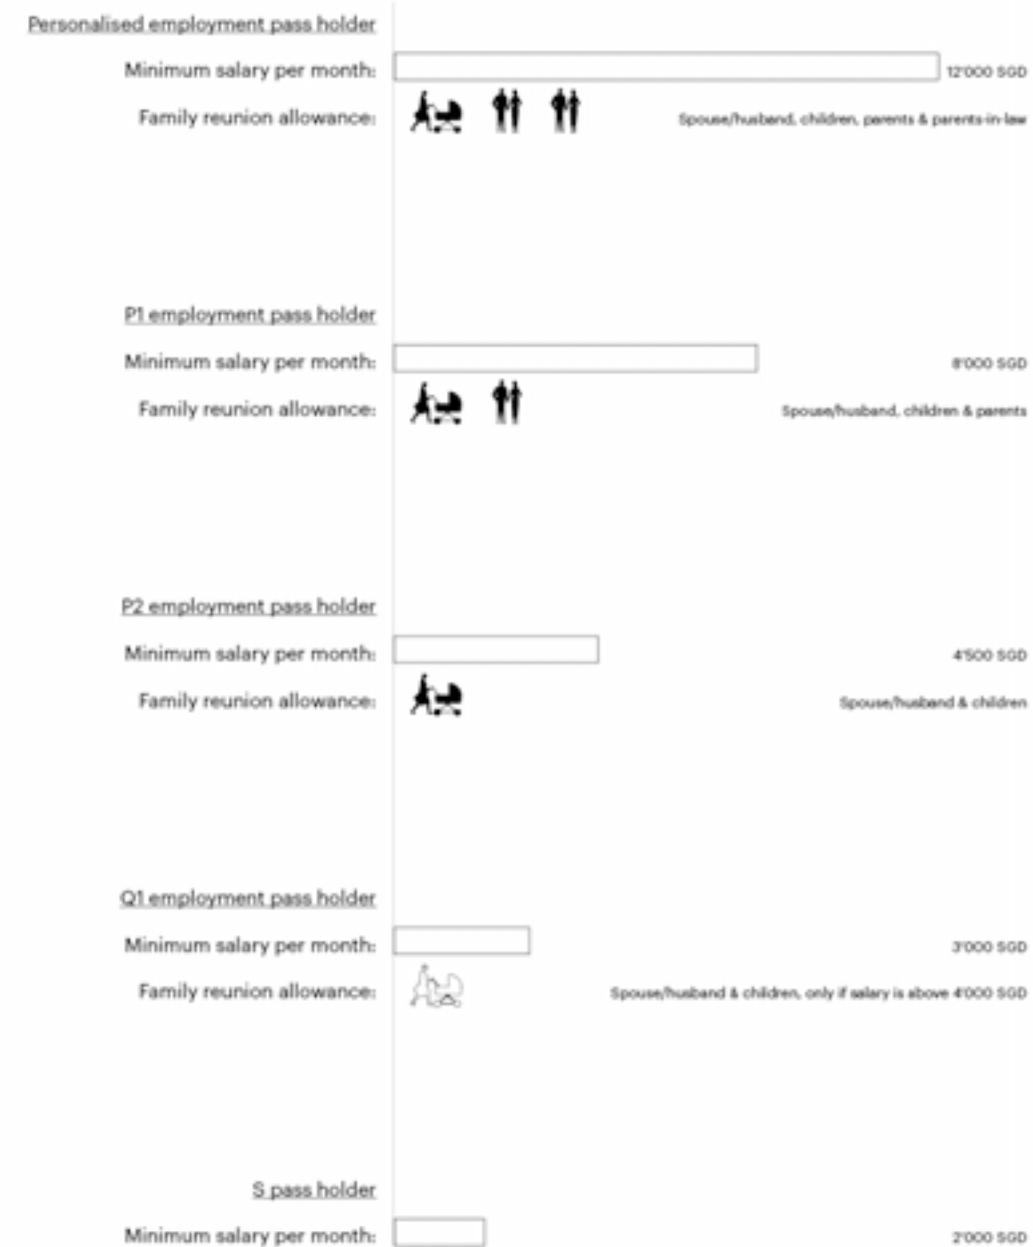 Personalised employment pass holder
Minimum salary per month: 12'000 SGD
Family reunion allowance: Spouse/husband, children, parents & parents-in-law
P1 employment pass holder
Minimum salary per month: 8'000 SGD
Family reunion allowance: Spouse/husband, children & parents
P2 employment pass holder
Minimum salary per month: 4'500 SGD
Family reunion allowance: Spouse/husband & children
Q1 employment pass holder
Minimum salary per month: 3'000 SGD
Family reunion allowance: Spouse/husband & children, only if salary is above 4'000 SGD
S pass holder
Minimum salary per month: 2'000 SGD